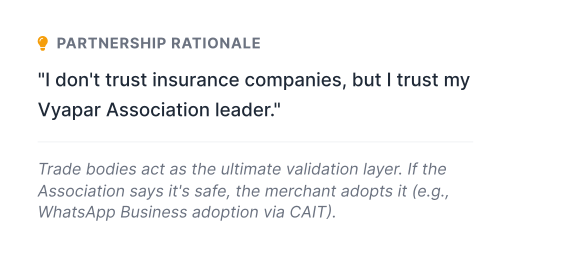 PARTNERSHIP RATIONALE
"I don't trust insurance companies, but I trust my
Vyapar Association leader."
Trade bodies act as the ultimate validation layer. If the
Association says it's safe, the merchant adopts it (e.g.,
WhatsApp Business adoption via CAIT).